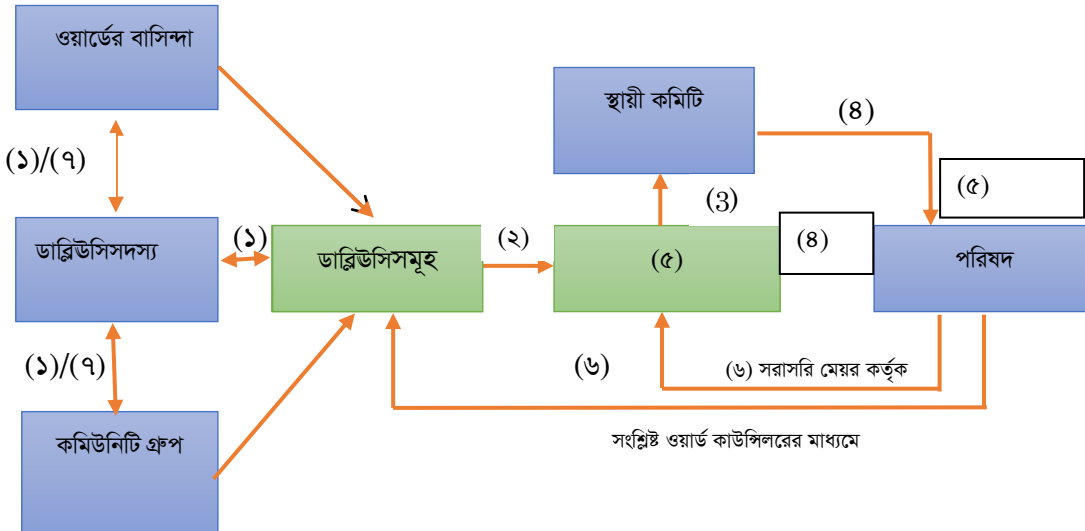 ওয়ার্ডের বাসিন্দা
স্থায়ী কমিটি
(৪)
(১)/(৭)
(৫)
(3)
ডাব্লিউসিসদস্য
(১)
ডাব্লিউসিসমূহ
(২)
(৫)
(৪)
পরিষদ
(১)/(৭)
(৬)
(৬) সরাসরি মেয়র কর্তৃক
কমিউনিটি গ্রুপ
সংশ্লিষ্ট ওয়ার্ড কাউন্সিলরের মাধ্যমে